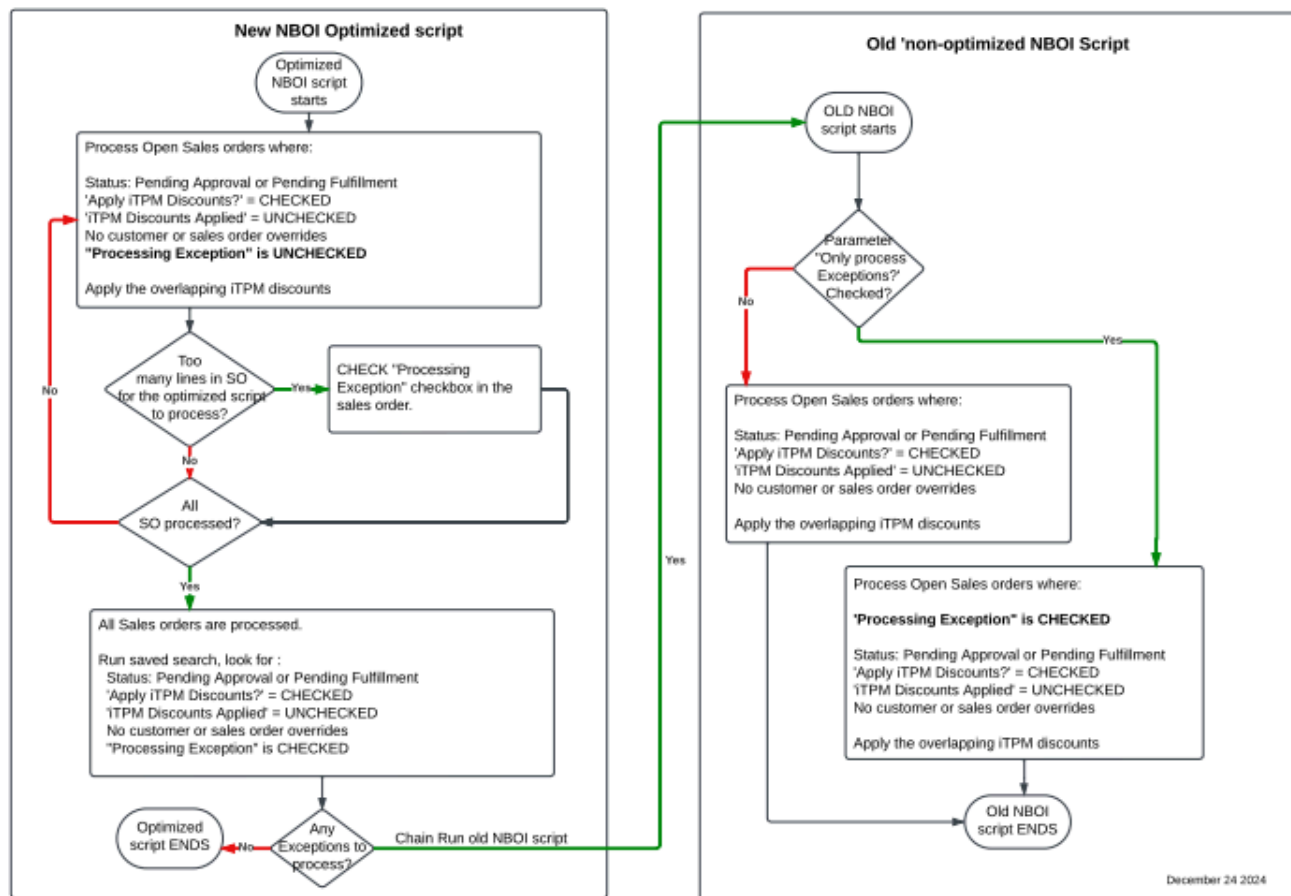 New NBOI Optimized script
Optimized
NBOI script
starts
Process Open Sales orders where:
Status: Pending Approval or Pending Fulfillment
'Apply iTPM Discounts?' = CHECKED
'iTPM Discounts Applied' = UNCHECKED
No customer or sales order overrides
"Processing Exception" is UNCHECKED
Apply the overlapping iTPM discounts
No
Too
many lines in SO
for the optimized script
to process?
Yes
CHECK "Processing
Exception" checkbox in the
sales order.
No
All
SO processed?
Yes
All Sales orders are processed.
Run saved search, look for :
Status: Pending Approval or Pending Fulfillment
'Apply iTPM Discounts?' = CHECKED
'iTPM Discounts Applied' = UNCHECKED
No customer or sales order overrides
"Processing Exception" is CHECKED
Optimized
script ENDS
No
Any
Exceptions to
process?
Chain Run old NBOI script
Yes
Old 'non-optimized NBOI Script
OLD NBOI
script starts
Parameter
"Only process
Exceptions?'
Checked?
No
Yes
Process Open Sales orders where:
Status: Pending Approval or Pending Fulfillment
'Apply iTPM Discounts?' = CHECKED
'iTPM Discounts Applied' = UNCHECKED
No customer or sales order overrides
Apply the overlapping iTPM discounts
Process Open Sales orders where:
'Processing Exception" is CHECKED
Status: Pending Approval or Pending Fulfillment
'Apply iTPM Discounts?' = CHECKED
'iTPM Discounts Applied' = UNCHECKED
No customer or sales order overrides
Apply the overlapping iTPM discounts
Old NBOI
script ENDS
December 24 2024